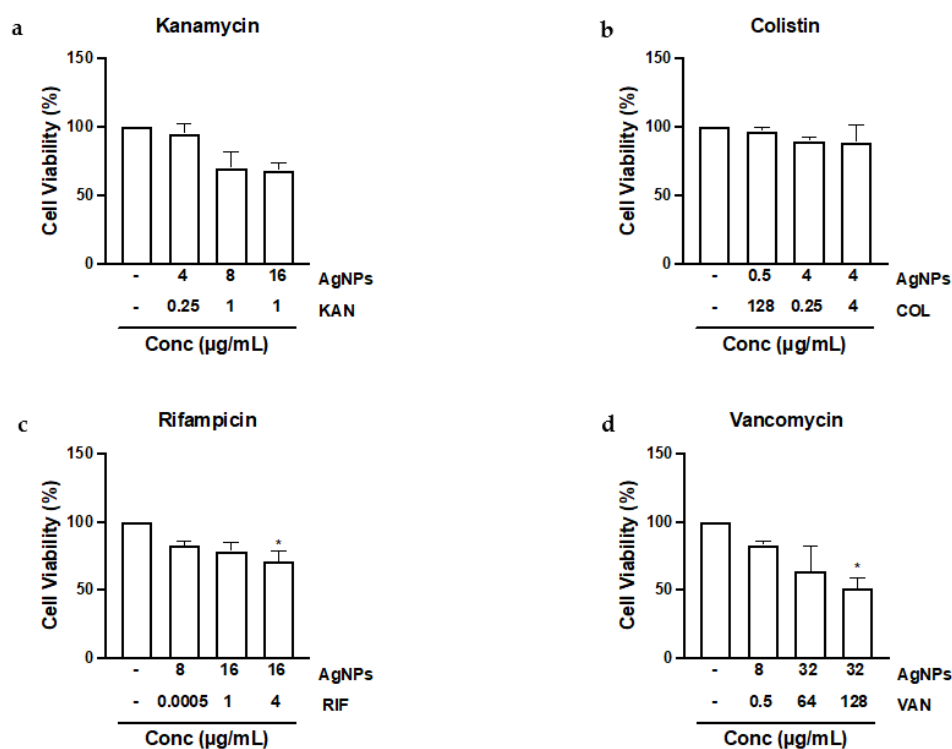 a
Kanamycin
150
100
50
0
Cell Viability (%)
- 4 8 16 AgNPs
- 0.25 1 1 KAN
Conc (µg/mL)
b
Colistin
150
100
50
0
Cell Viability (%)
- 0.5 4 4 AgNPs
- 128 0.25 4 COL
Conc (µg/mL)
c
Rifampicin
150
100
50
0
Cell Viability (%)
*
- 8 16 16 AgNPs
- 0.0005 1 4 RIF
Conc (µg/mL)
d
Vancomycin
150
100
50
0
Cell Viability (%)
*
- 8 32 32 AgNPs
- 0.5 64 128 VAN
Conc (µg/mL)